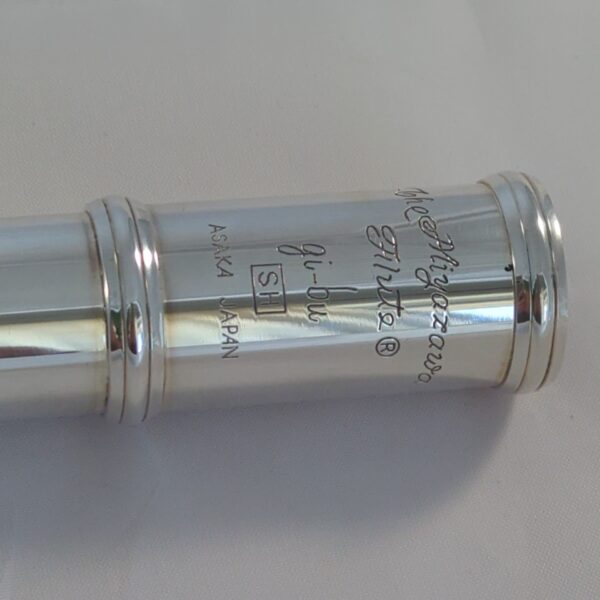 The Miyazawa
Flute ®
gi-bu
SH
ASAKA JAPAN